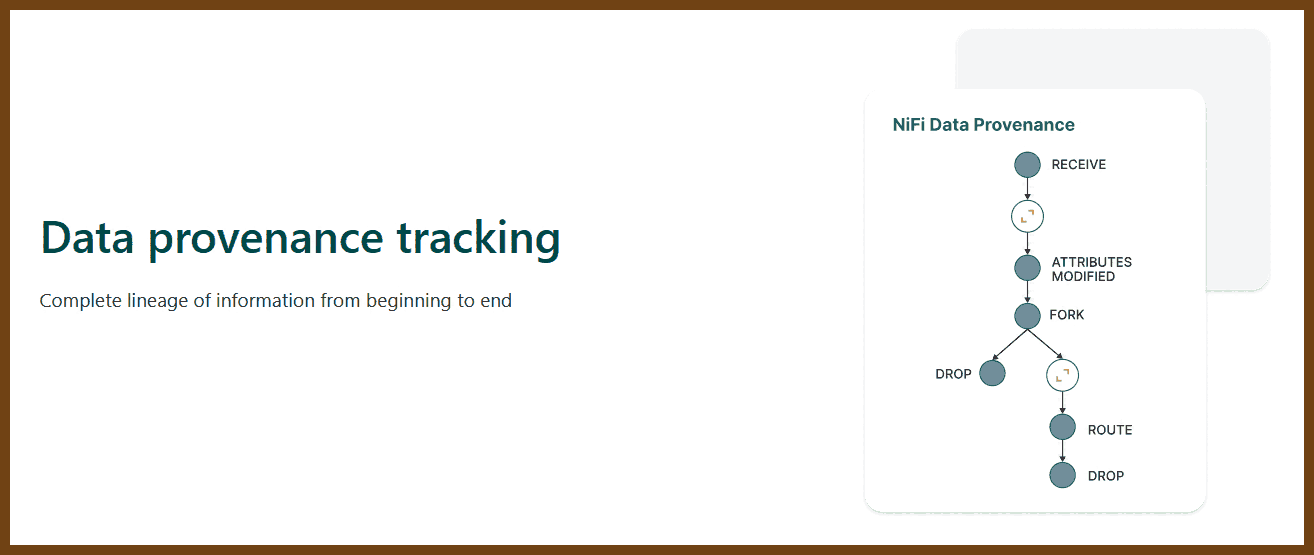 Data provenance tracking
Complete lineage of information from beginning to end
NiFi Data Provenance
RECEIVE
ATTRIBUTES
MODIFIED
FORK
DROP
ROUTE
DROP